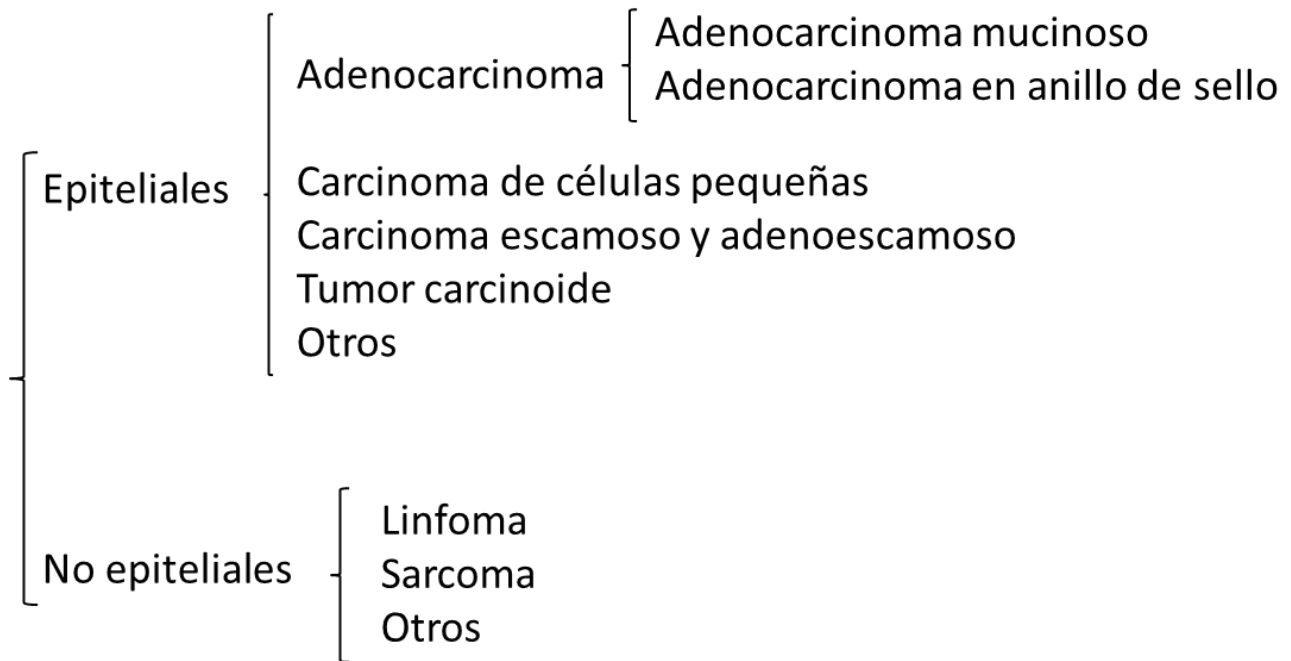 Epiteliales
Adenocarcinoma
Adenocarcinoma mucinoso
Adenocarcinoma en anillo de sello
Carcinoma de células pequeñas
Carcinoma escamoso y adenoescamoso
Tumor carcinoide
Otros
No epiteliales
Linfoma
Sarcoma
Otros